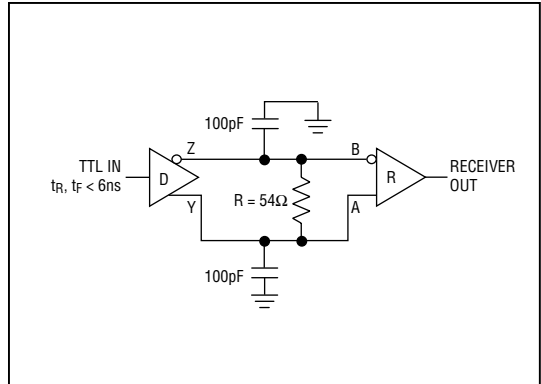 100pF
Z
B
TTL IN
tR, tF < 6ns
D
R
RECEIVER
OUT
R = 54Ω
Y
A
100pF